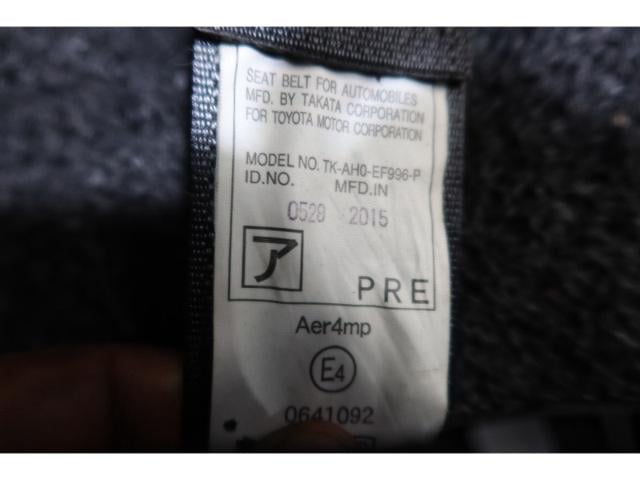 SEAT BELT FOR AUTOMOBILES
MFD. BY TAKATA CORPORATION
FOR TOYOTA MOTOR CORPORATION
MODEL NO. TK-AH0-EF996-P
ID.NO. MFD.IN
0528 2015
ア PRE
Aer4mp
E4
0641092